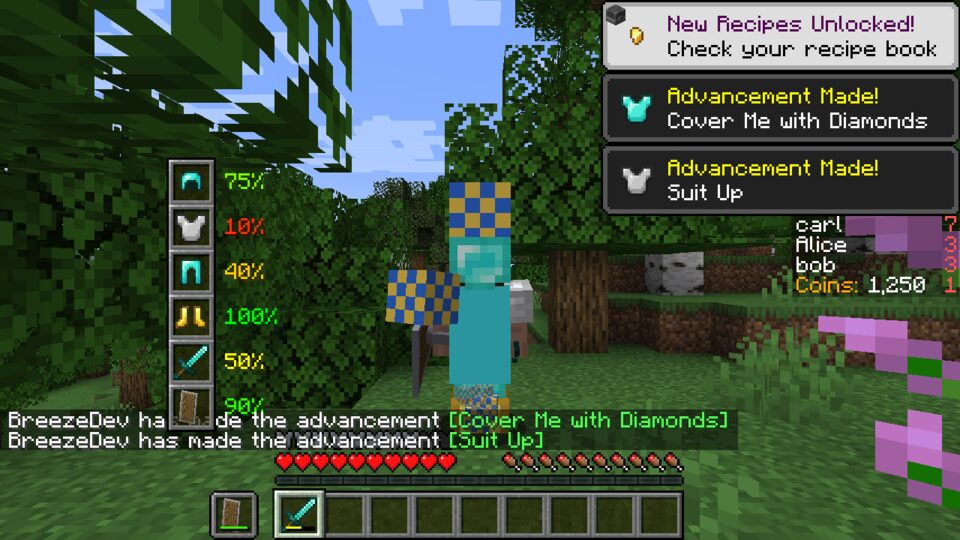 New Recipes Unlocked!
Check your recipe book
Advancement Made!
Cover Me with Diamonds
Advancement Made!
Suit Up
75%
10%
40%
100%
50%
90%
carl 7
Alice 3
bob 3
Coins: 1,250 1
BreezeDev ha de the advancement [Cover Me with Diamonds]
BreezeDev has made the advancement [Suit Up]